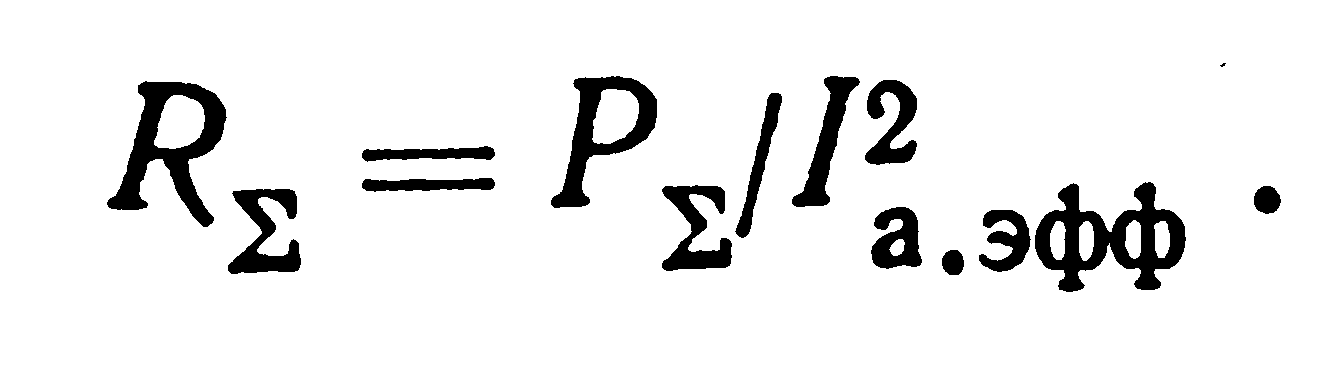 R_Σ = P_Σ/I²_а.эфф .